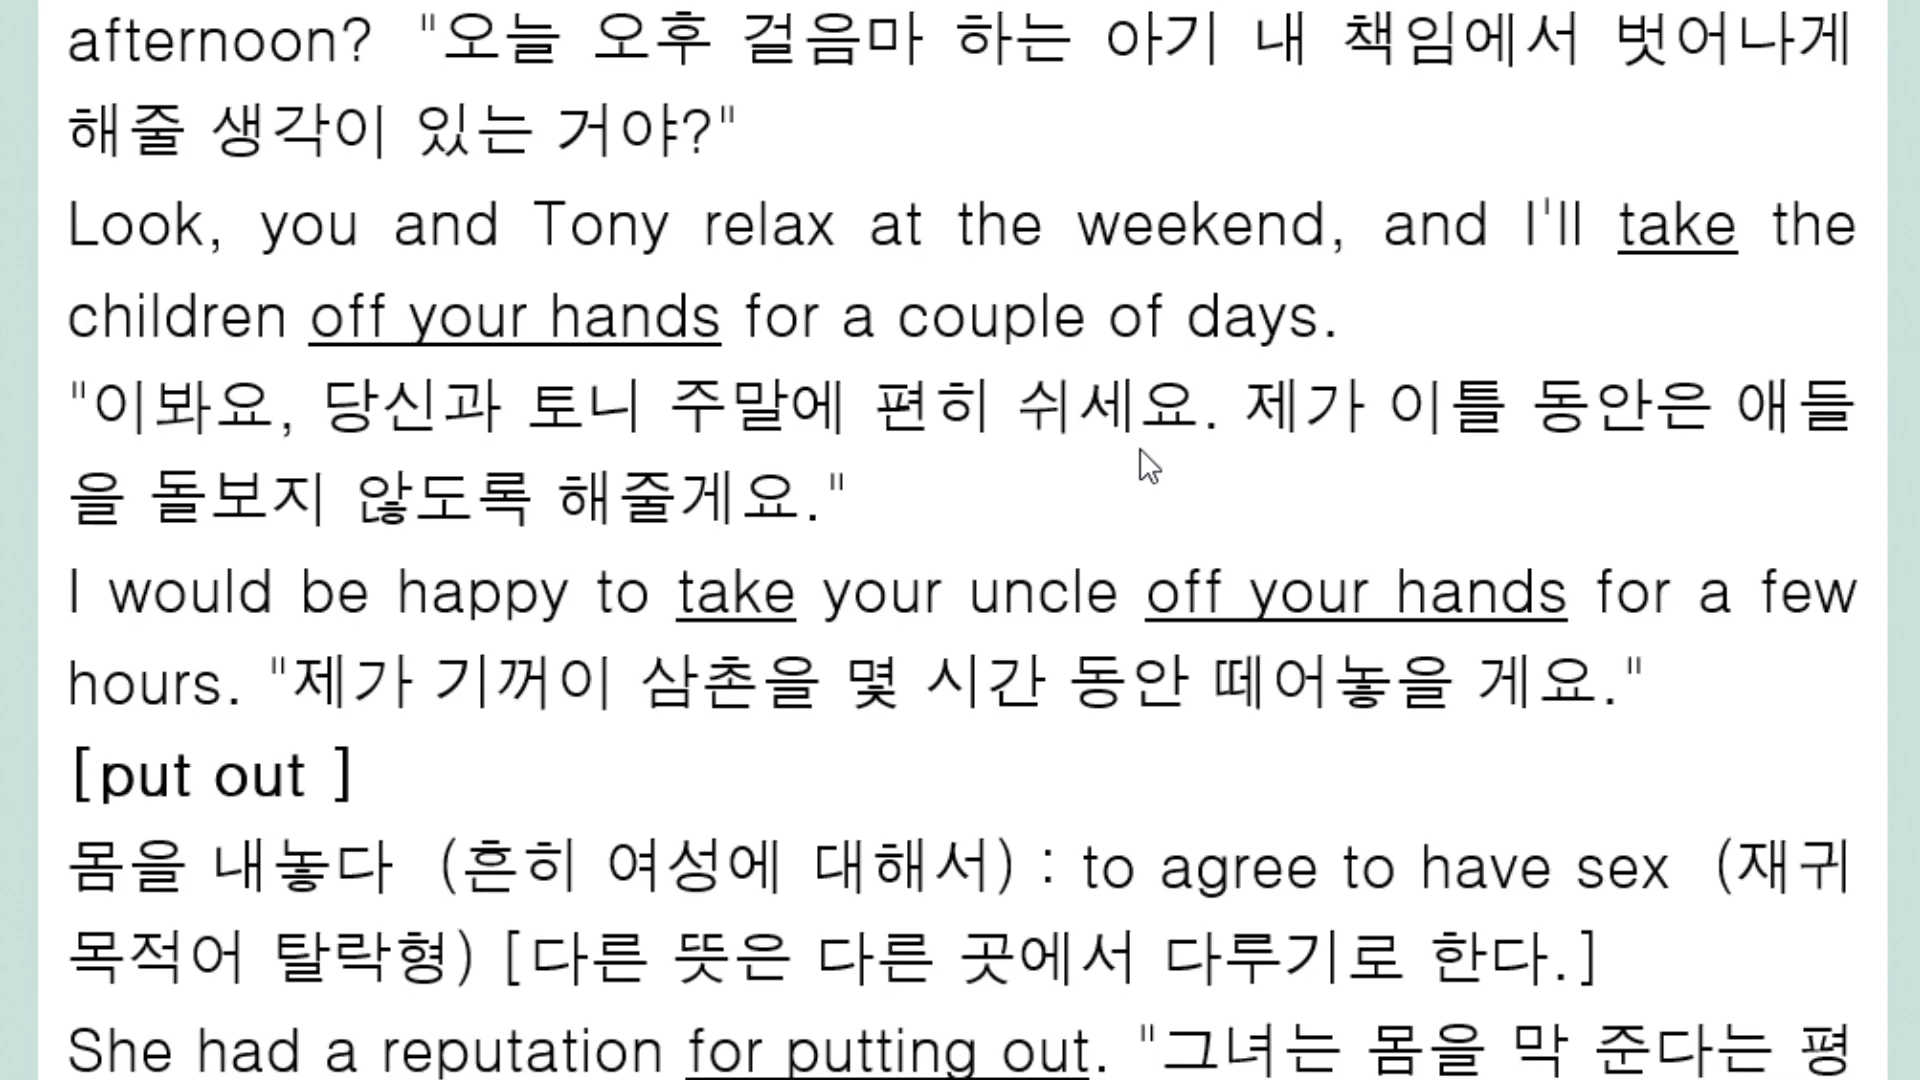 afternoon? "오늘 오후 걸음마 하는 아기 내 책임에서 벗어나게
해줄 생각이 있는 거야?"
Look, you and Tony relax at the weekend, and I'll take the
children off your hands for a couple of days.
"이봐요, 당신과 토니 주말에 편히 쉬세요. 제가 이틀 동안은 애들
을 돌보지 않도록 해줄게요."
I would be happy to take your uncle off your hands for a few
hours. "제가 기꺼이 삼촌을 몇 시간 동안 떼어놓을 게요."
[put out ]
몸을 내놓다 (흔히 여성에 대해서) : to agree to have sex (재귀
목적어 탈락형) [다른 뜻은 다른 곳에서 다루기로 한다.]
She had a reputation for putting out. "그녀는 몸을 막 준다는 평